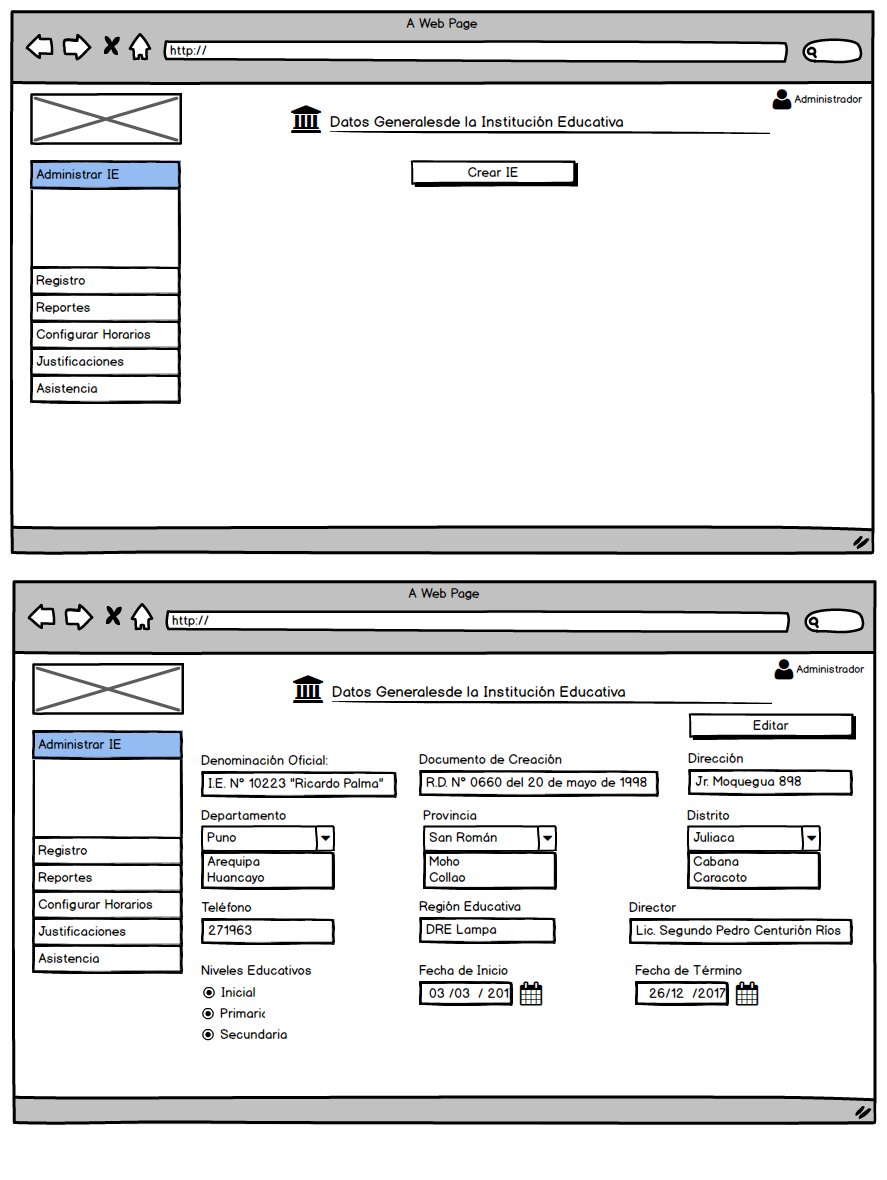 A Web Page
http://
Administrador
Datos Generalesde la Institución Educativa
Administrar IE
Crear IE
Registro
Reportes
Configurar Horarios
Justificaciones
Asistencia
A Web Page
http://
Administrador
Datos Generalesde la Institución Educativa
Editar
Administrar IE
Registro
Reportes
Configurar Horarios
Justificaciones
Asistencia
Denominación Oficial: Documento de Creación Dirección
I.E. Nº 10223 "Ricardo Palma" R.D. Nº 0660 del 20 de mayo de 1998 Jr. Moquegua 898
Departamento Provincia Distrito
Puno San Román Juliaca
Arequipa Moho Cabana
Huancayo Collao Caracoto
Teléfono Región Educativa Director
271963 DRE Lampa Lic. Segundo Pedro Centurión Ríos
Niveles Educativos Fecha de Inicio Fecha de Término
Inicial 03 /03 / 201 26/12 /2017
Primaric
Secundaria